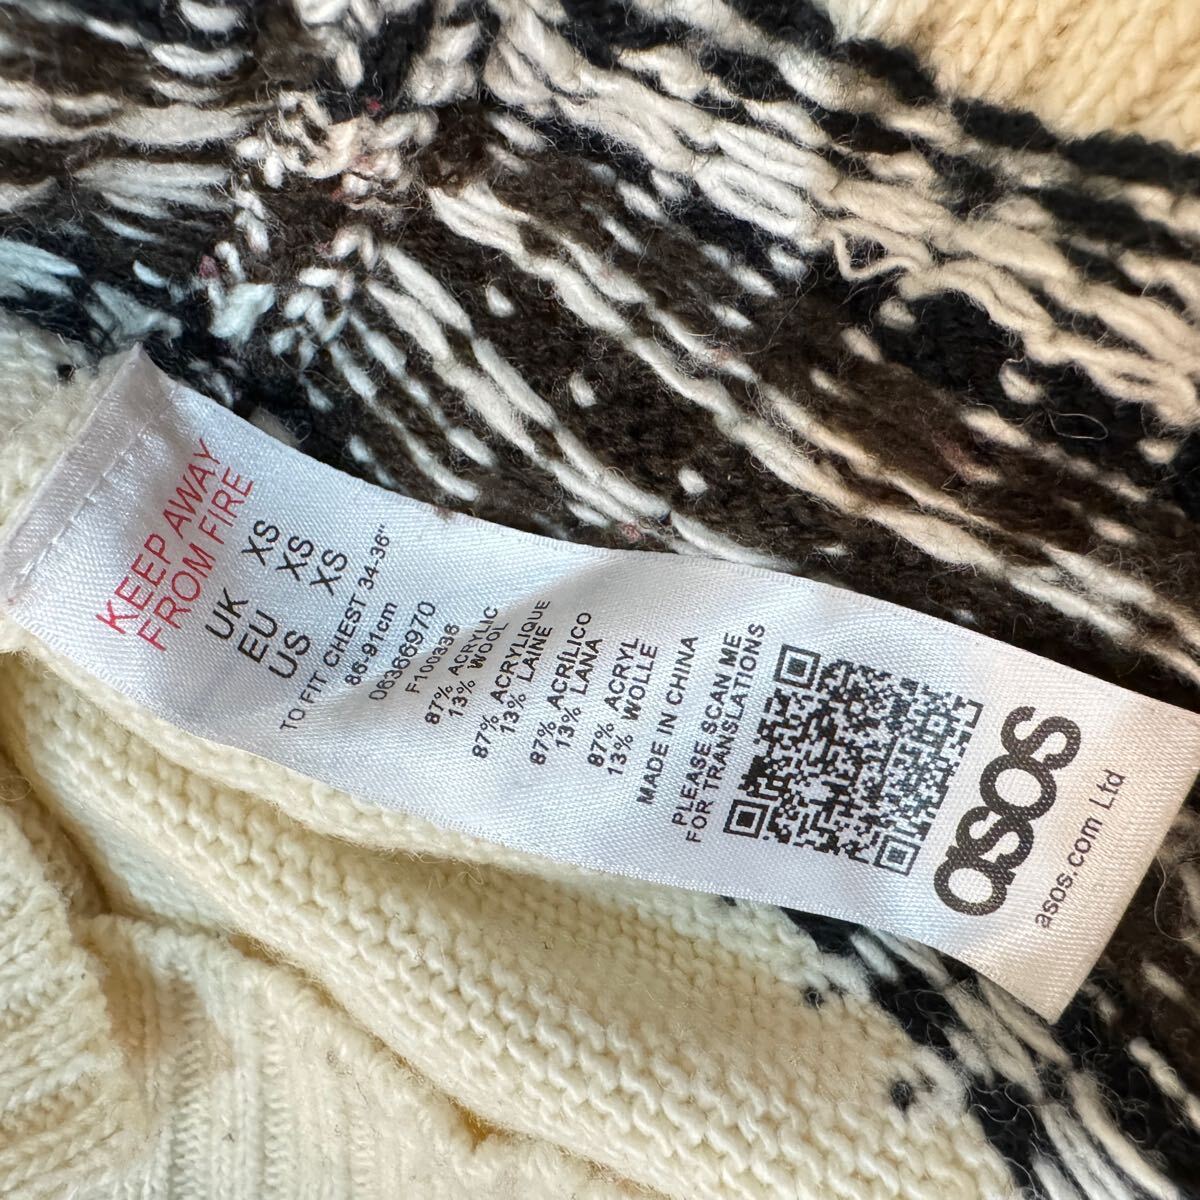 KEEP AWAY
FROM FIRE
UK XS
EU XS
US XS
TO FIT CHEST 34-36"
86-91cm
06386970
F100336
87% ACRYLIC
13% WOOL
87% ACRYLIQUE
13% LAINE
87% ACRÍLICO
13% LANA
87% ACRYL
13% WOLLE
MADE IN CHINA
PLEASE SCAN ME
FOR TRANSLATIONS
asos
asos.com Ltd